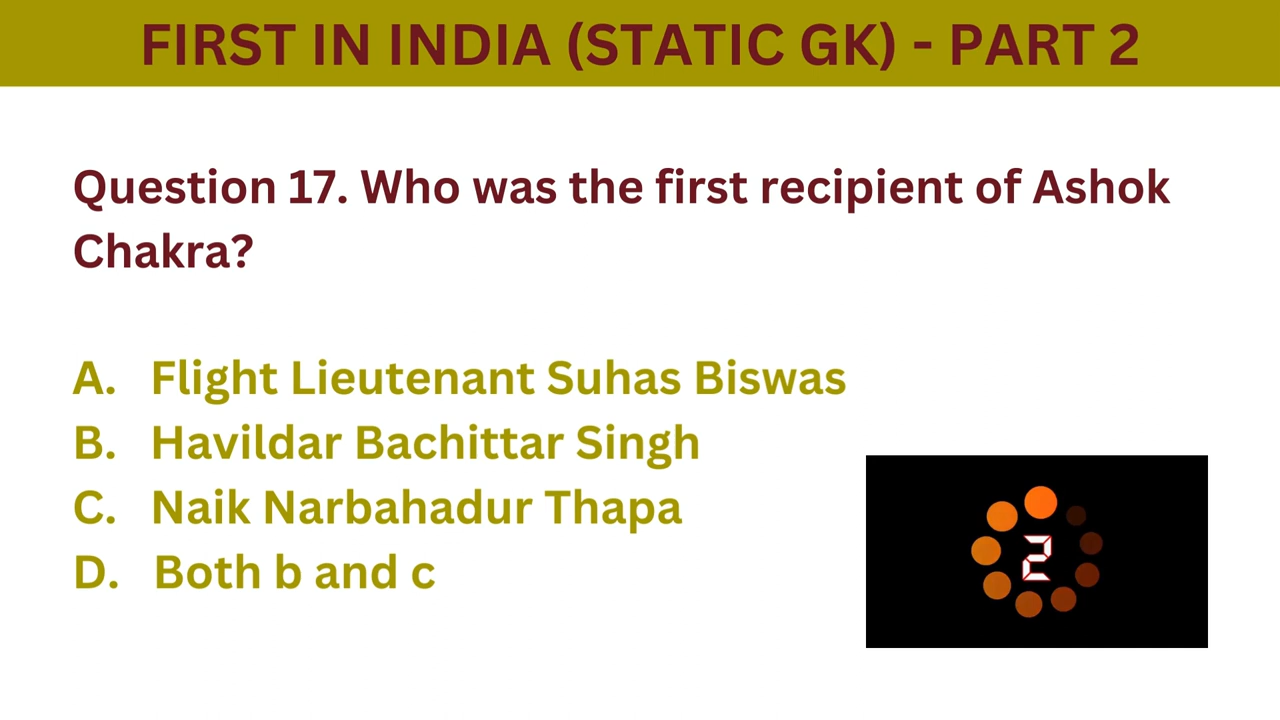 FIRST IN INDIA (STATIC GK) - PART 2
Question 17. Who was the first recipient of Ashok
Chakra?
A. Flight Lieutenant Suhas Biswas
B. Havildar Bachittar Singh
C. Naik Narbahadur Thapa
D. Both b and c
2